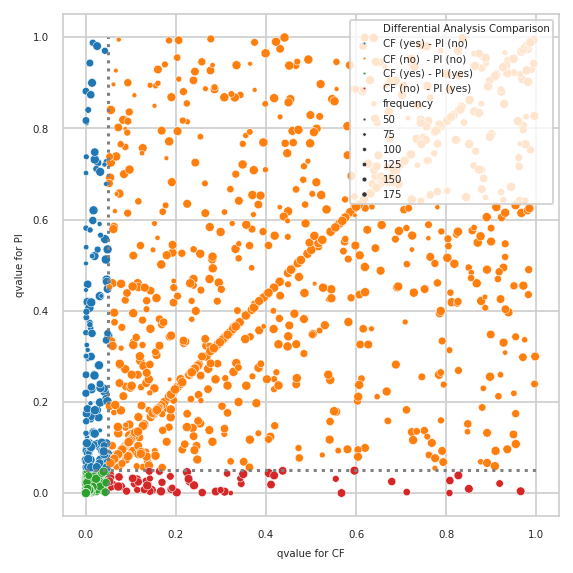 Differential Analysis Comparison
CF (yes) - PI (no)
CF (no)  - PI (no)
CF (yes) - PI (yes)
CF (no)  - PI (yes)
frequency
50
75
100
125
150
175
1.0
0.8
0.6
0.4
0.2
0.0
qvalue for PI
0.0 0.2 0.4 0.6 0.8 1.0
qvalue for CF